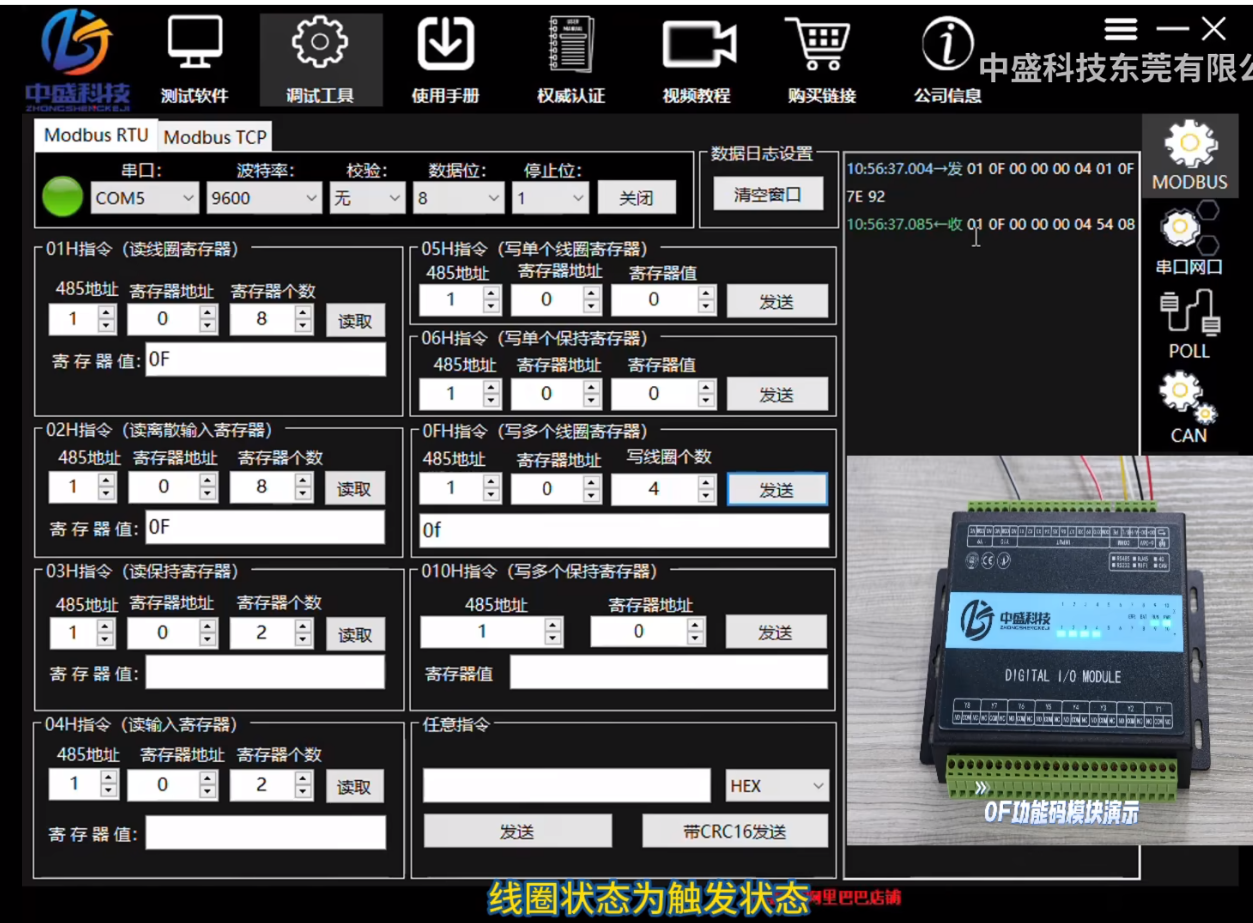 中盛科技
ZHONGSHENGKEJI
测试软件
调试工具
使用手册
权威认证
视频教程
购买链接
公司信息
中盛科技东莞有限公
Modbus RTU
Modbus TCP
串口:
波特率:
校验:
数据位:
停止位:
COM5
9600
无
8
1
关闭
数据日志设置
清空窗口
10:56:37.004→发 01 0F 00 00 00 04 01 0F
7E 92
10:56:37.085←收 01 0F 00 00 00 04 54 08
MODBUS
串口网口
POLL
CAN
01H指令（读线圈寄存器）
485地址 寄存器地址 寄存器个数
1 0 8 读取
寄存器值: 0F
05H指令（写单个线圈寄存器）
485地址 寄存器地址 寄存器值
1 0 0 发送
06H指令（写单个保持寄存器）
485地址 寄存器地址 寄存器值
1 0 0 发送
02H指令（读离散输入寄存器）
485地址 寄存器地址 寄存器个数
1 0 8 读取
寄存器值: 0F
0FH指令（写多个线圈寄存器）
485地址 寄存器地址 写线圈个数
1 0 4 发送
0f
03H指令（读保持寄存器）
485地址 寄存器地址 寄存器个数
1 0 2 读取
寄存器值:
010H指令（写多个保持寄存器）
485地址 寄存器地址
1 0 发送
寄存器值
04H指令（读输入寄存器）
485地址 寄存器地址 寄存器个数
1 0 2 读取
寄存器值:
任意指令
HEX
发送
带CRC16发送
中盛科技
ZHONGSHENGKEJI
DIGITAL I/O MODULE
Y8 Y7 Y6 Y5 Y4 Y3 Y2 Y1
0F功能码模块演示
线圈状态为触发状态
阿里巴巴店铺